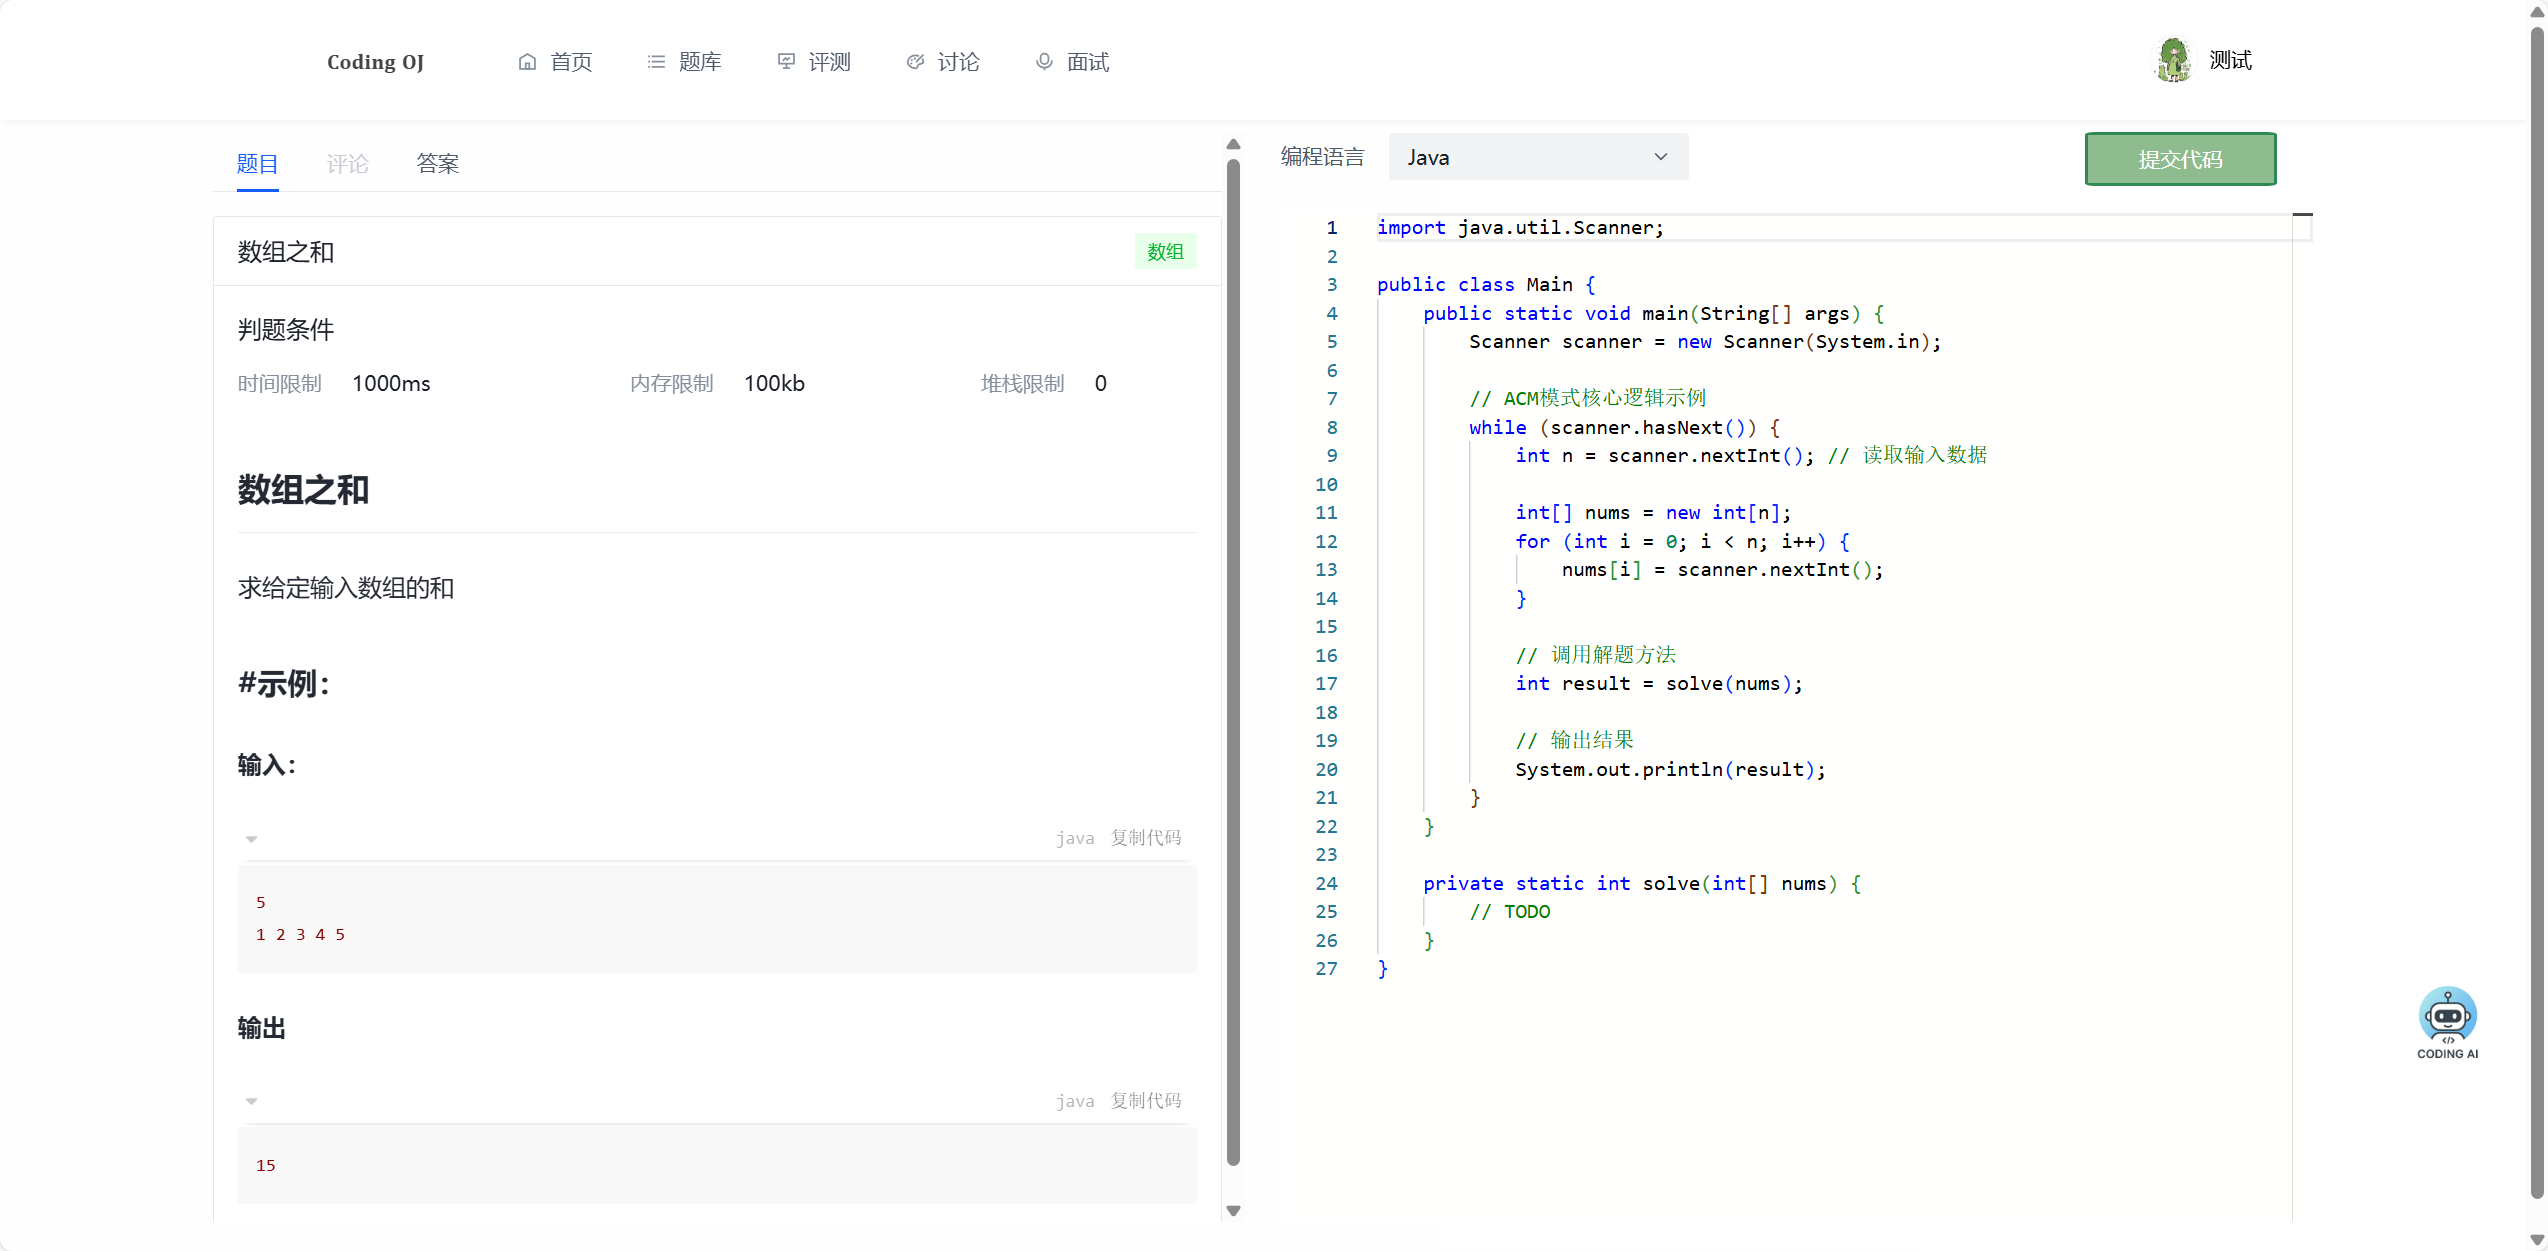 Coding OJ 首页 题库 评测 讨论 面试 测试
题目 评论 答案
数组之和 数组
判题条件
时间限制 1000ms 内存限制 100kb 堆栈限制 0
数组之和
求给定输入数组的和
#示例：
输入：
java 复制代码
5
1 2 3 4 5
输出
java 复制代码
15
编程语言 Java 提交代码
1 import java.util.Scanner;
2
3 public class Main {
4     public static void main(String[] args) {
5         Scanner scanner = new Scanner(System.in);
6
7         // ACM模式核心逻辑示例
8         while (scanner.hasNext()) {
9             int n = scanner.nextInt(); // 读取输入数据
10
11             int[] nums = new int[n];
12             for (int i = 0; i < n; i++) {
13                 nums[i] = scanner.nextInt();
14             }
15
16             // 调用解题方法
17             int result = solve(nums);
18
19             // 输出结果
20             System.out.println(result);
21         }
22     }
23
24     private static int solve(int[] nums) {
25         // TODO
26     }
27 }
</>
CODING AI